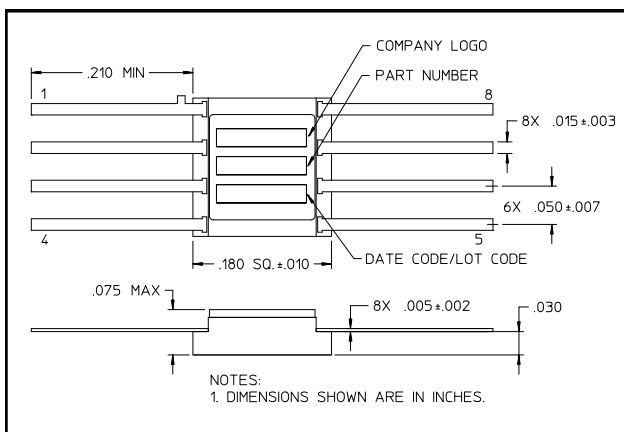 COMPANY LOGO
.210 MIN
PART NUMBER
1
8
8X .015±.003
6X .050±.007
4
5
DATE CODE/LOT CODE
.180 SQ.±.010
.075 MAX
8X .005±.002
.030
NOTES:
1. DIMENSIONS SHOWN ARE IN INCHES.